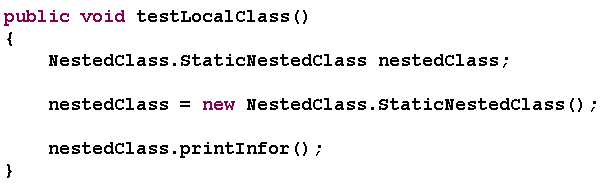 public void testLocalClass()
{
NestedClass.StaticNestedClass nestedClass;
nestedClass = new NestedClass.StaticNestedClass();
nestedClass.printInfor();
}